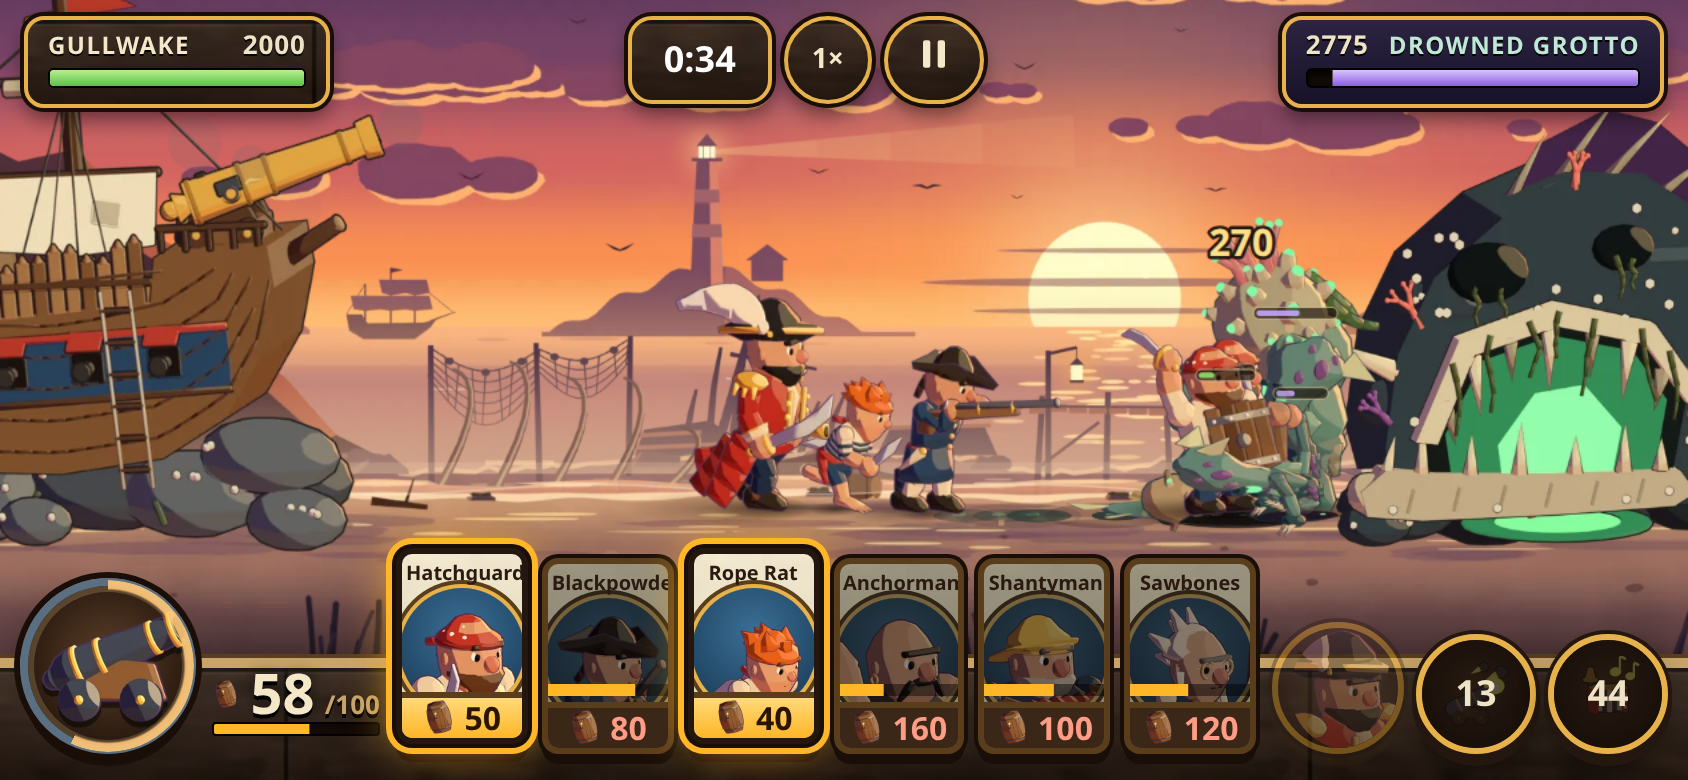 GULLWAKE 2000
0:34
1×
2775 DROWNED GROTTO
270
58 /100
Hatchguard
50
Blackpowde
80
Rope Rat
40
Anchorman
160
Shantyman
100
Sawbones
120
13
44